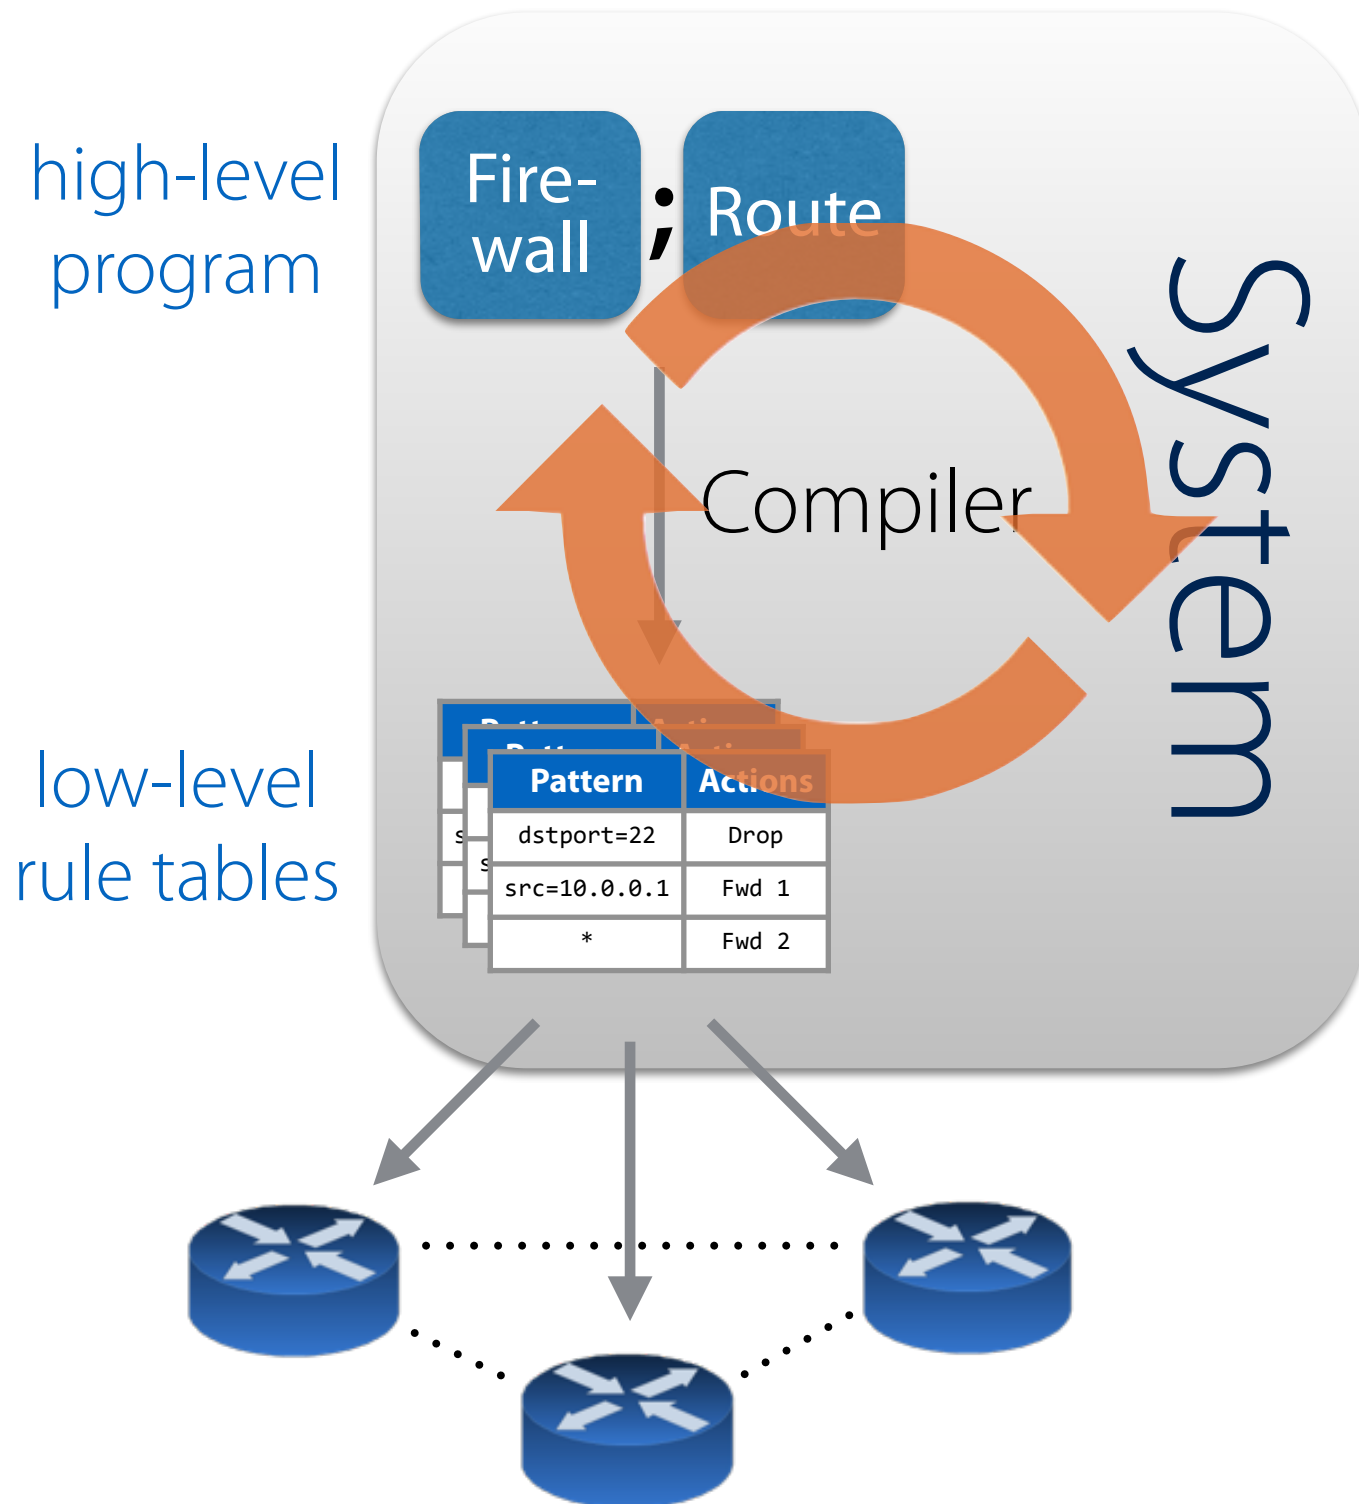 high-level
program
Fire-
wall
;
Route
System
Compiler
low-level
rule tables
Pattern Actions
dstport=22 Drop
src=10.0.0.1 Fwd 1
* Fwd 2